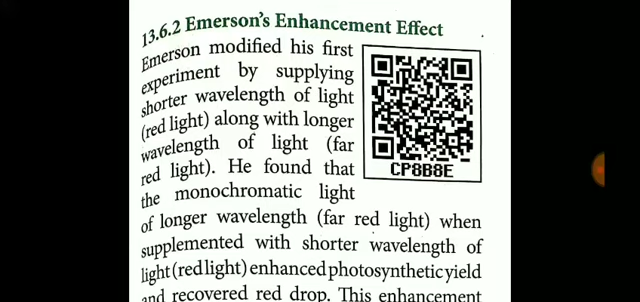 13.6.2 Emerson's Enhancement Effect
Emerson modified his first
experiment by supplying
shorter wavelength of light
(red light) along with longer
wavelength of light (far
red light). He found that
the monochromatic light
CP8B8E
of longer wavelength (far red light) when
supplemented with shorter wavelength of
light (red light) enhanced photosynthetic yield
and recovered red drop. This enhancement